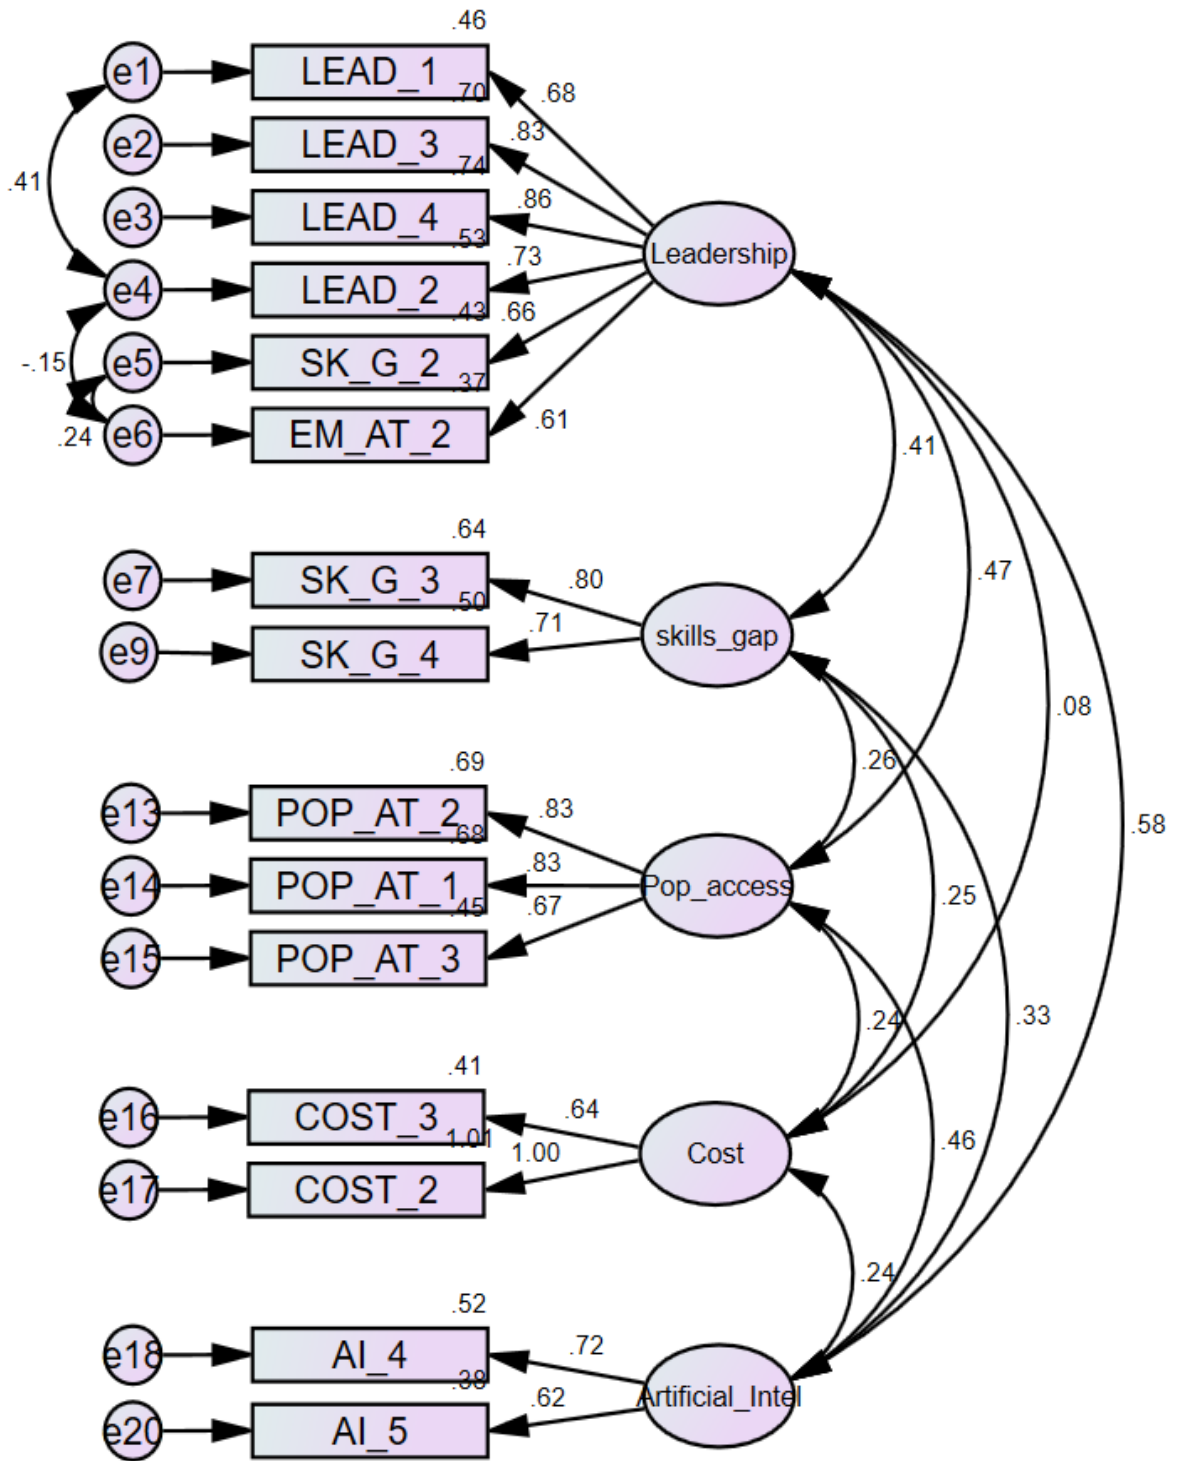 .46
e1 LEAD_1 .68
.70
e2 LEAD_3 .83
.74
e3 LEAD_4 .86
.41
.53
Leadership
e4 LEAD_2 .73
.43 .66
-.15
e5 SK_G_2
.37
.24
e6 EM_AT_2 .61
.41
.64
e7 SK_G_3 .80
.47
.50 .71
e9 SK_G_4
skills_gap
.08
.26
.69
e13 POP_AT_2 .83
.58
.68 .83
e14 POP_AT_1
Pop_access
.25
.45 .67
e15 POP_AT_3
.24
.33
.41
e16 COST_3 .64
1.01 1.00
Cost
.46
e17 COST_2
.24
.52
e18 AI_4 .72
.38 .62
Artificial_Intel
e20 AI_5